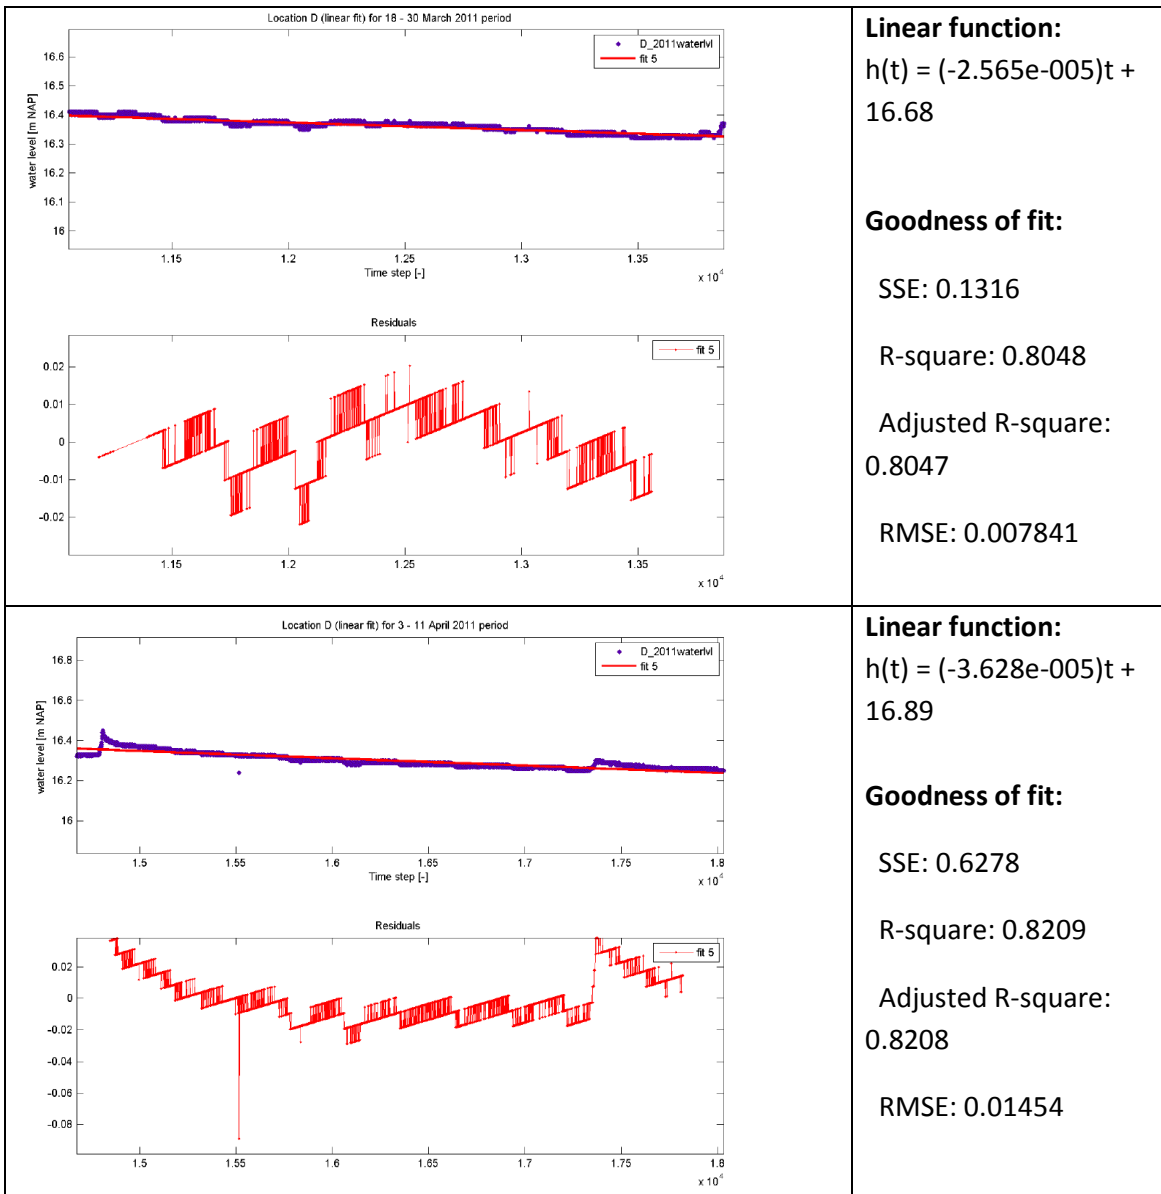 Location D (linear fit) for 18 - 30 March 2011 period
D_2011waterlvl
fit 5
16.6
16.5
16.4
16.3
16.2
16.1
16
water level [m NAP]
1.15
1.2
1.25
1.3
1.35
Time step [-]
x 10^4
Residuals
fit 5
0.02
0.01
0
-0.01
-0.02
1.15
1.2
1.25
1.3
1.35
x 10^4
Linear function:
h(t) = (-2.565e-005)t +
16.68
Goodness of fit:
SSE: 0.1316
R-square: 0.8048
Adjusted R-square:
0.8047
RMSE: 0.007841
Location D (linear fit) for 3 - 11 April 2011 period
D_2011waterlvl
fit 5
16.8
16.6
16.4
16.2
16
water level [m NAP]
1.5
1.55
1.6
1.65
1.7
1.75
1.8
Time step [-]
x 10^4
Residuals
fit 5
0.02
0
-0.02
-0.04
-0.06
-0.08
1.5
1.55
1.6
1.65
1.7
1.75
1.8
x 10^4
Linear function:
h(t) = (-3.628e-005)t +
16.89
Goodness of fit:
SSE: 0.6278
R-square: 0.8209
Adjusted R-square:
0.8208
RMSE: 0.01454